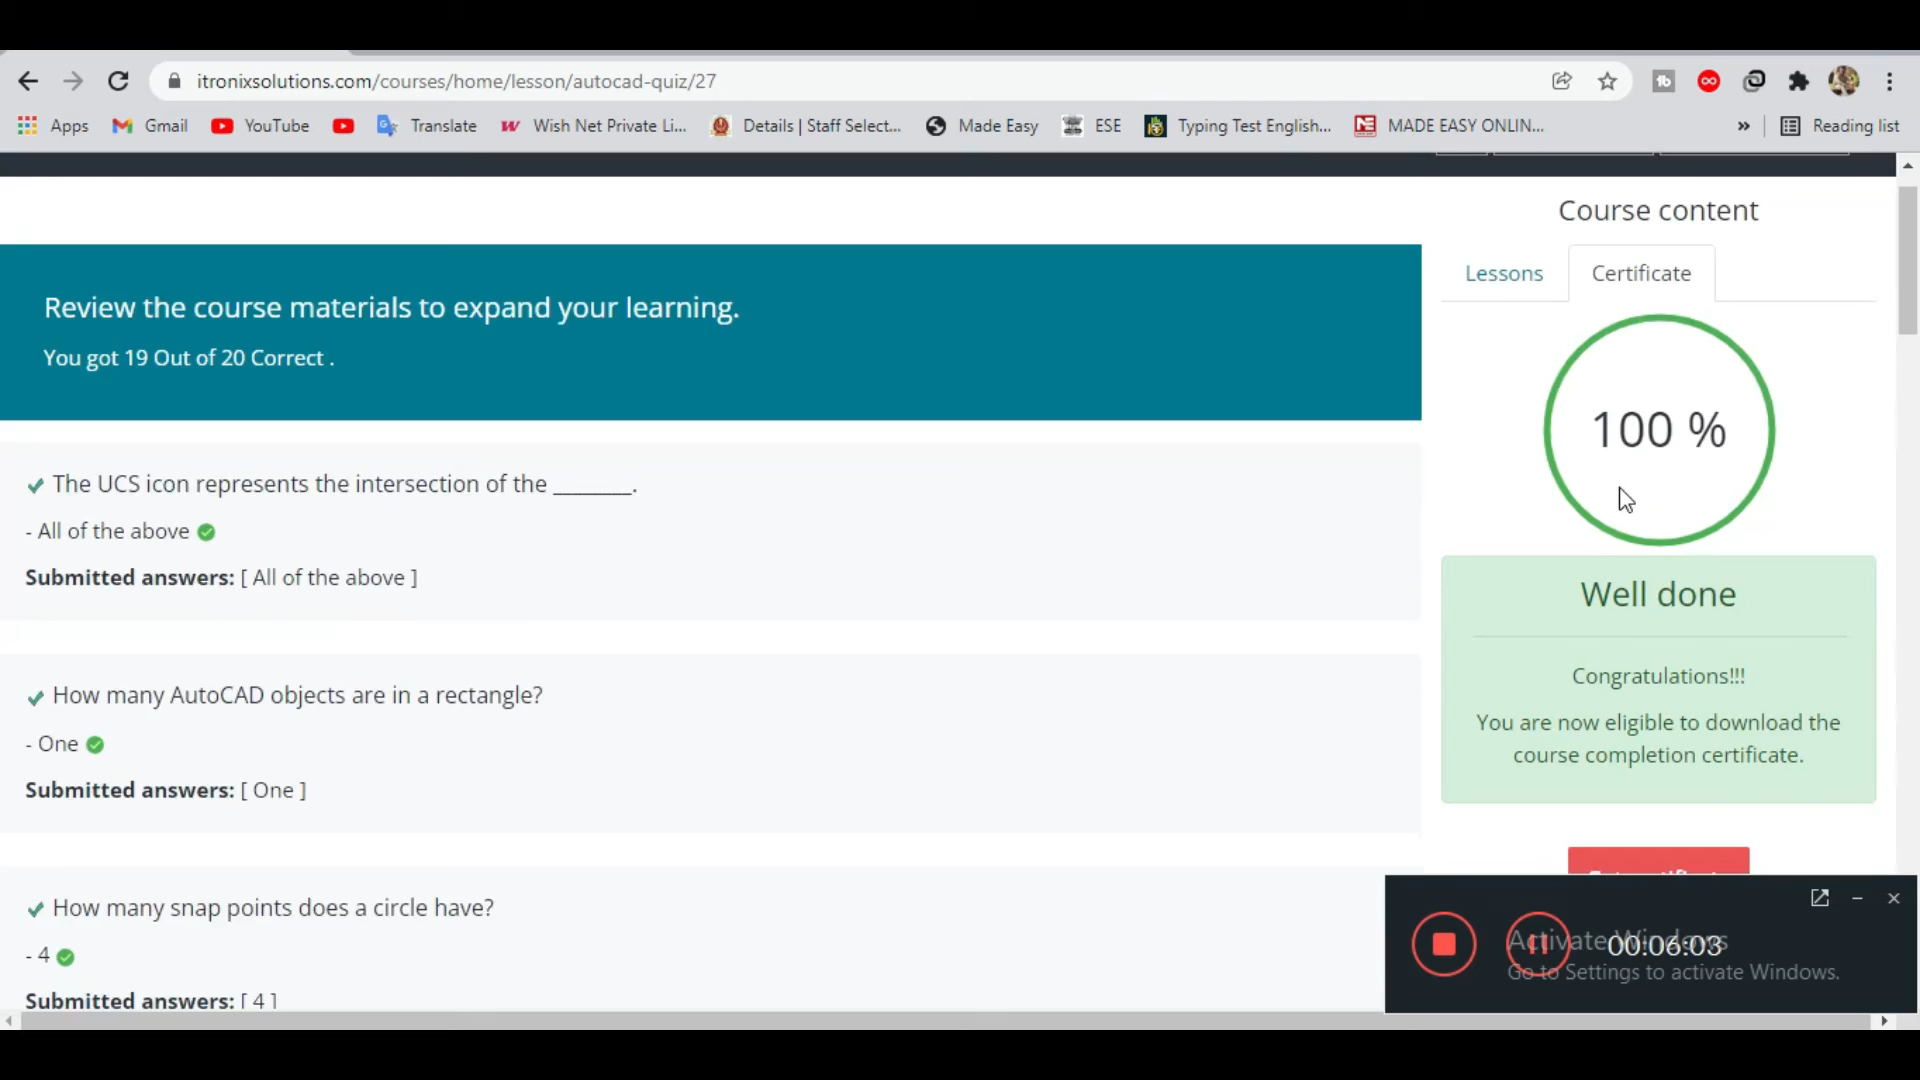 itronixsolutions.com/courses/home/lesson/autocad-quiz/27
Apps Gmail YouTube Translate Wish Net Private Li... Details | Staff Select... Made Easy ESE Typing Test English... MADE EASY ONLIN... » Reading list
Course content
Lessons Certificate
Review the course materials to expand your learning.
You got 19 Out of 20 Correct .
100 %
The UCS icon represents the intersection of the ________.
- All of the above
Submitted answers: [ All of the above ]
Well done
Congratulations!!!
You are now eligible to download the
course completion certificate.
How many AutoCAD objects are in a rectangle?
- One
Submitted answers: [ One ]
How many snap points does a circle have?
- 4
Submitted answers: [ 4 ]
Activate Windows
00:06:03
Go to Settings to activate Windows.